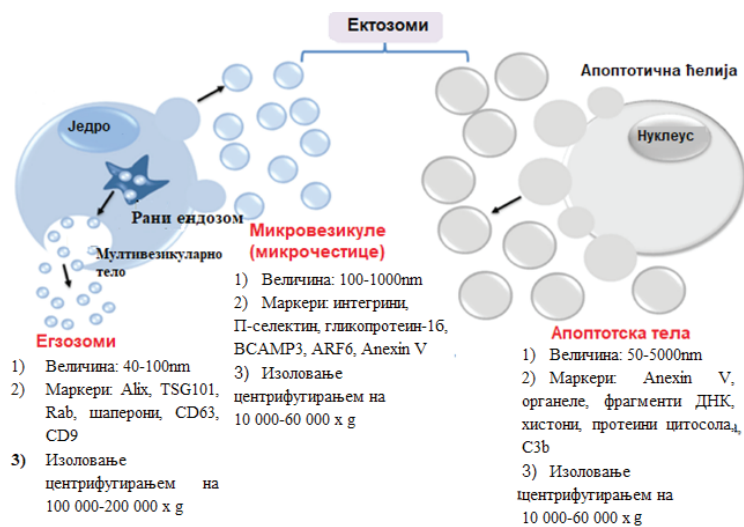 Ектозоми
Апоптотична ћелија
Једро
Нуклеус
Рани ендозом
Мултивезикуларно
тело
Микровезикуле
(микрочестице)
1) Величина: 100-1000nm
2) Маркери: интегрини,
П-селектин, гликопротеин-1б,
BCAMP3, ARF6, Anexin V
3) Изоловање
центрифугирањем на
10 000-60 000 x g
Егзозоми
1) Величина: 40-100nm
2) Маркери: Alix, TSG101,
Rab, шаперони, CD63,
CD9
3) Изоловање
центрифугирањем на
100 000-200 000 x g
Апоптотска тела
1) Величина: 50-5000nm
2) Маркери: Anexin V,
органеле, фрагменти ДНК,
хистони, протеини цитосола,
C3b
3) Изоловање
центрифугирањем на
10 000-60 000 x g